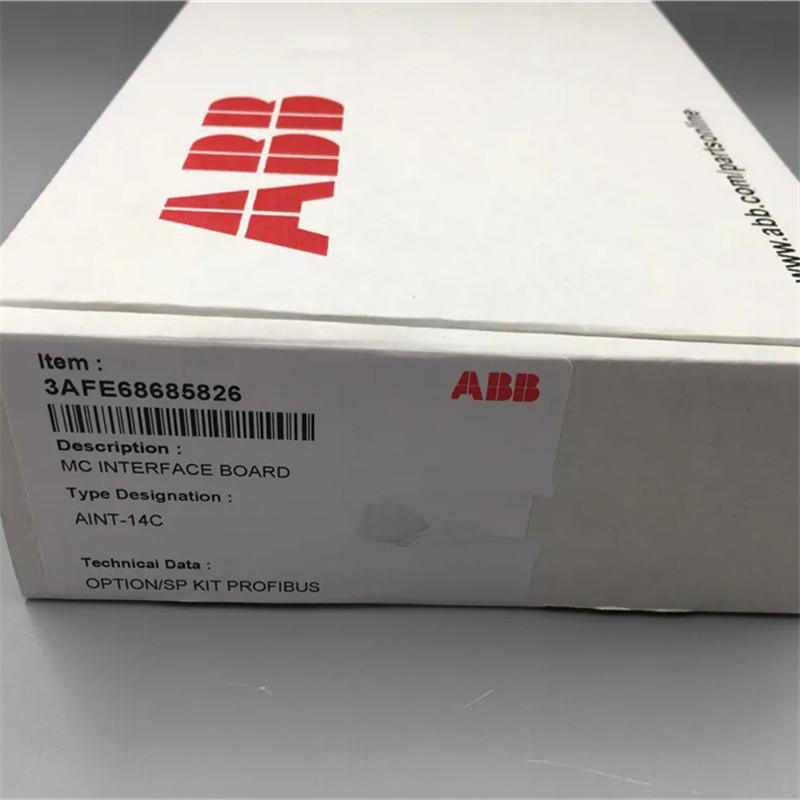 ABB
www.abb.com/partsonline
Item :
3AFE68685826
ABB
Description :
MC INTERFACE BOARD
Type Designation :
AINT-14C
Technical Data :
OPTION/SP KIT PROFIBUS